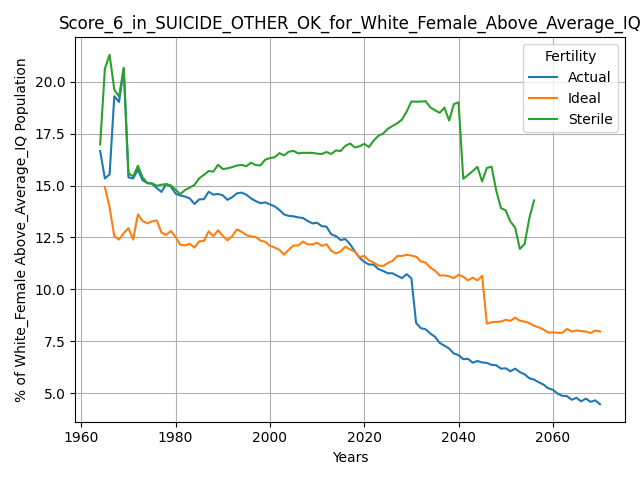 Score_6_in_SUICIDE_OTHER_OK_for_White_Female_Above_Average_IQ
% of White_Female Above_Average_IQ Population
20.0
17.5
15.0
12.5
10.0
7.5
5.0
Fertility
Actual
Ideal
Sterile
1960 1980 2000 2020 2040 2060
Years